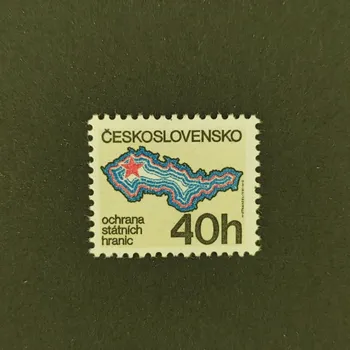 ČESKOSLOVENSKO
ochrana
státních
hranic
40h